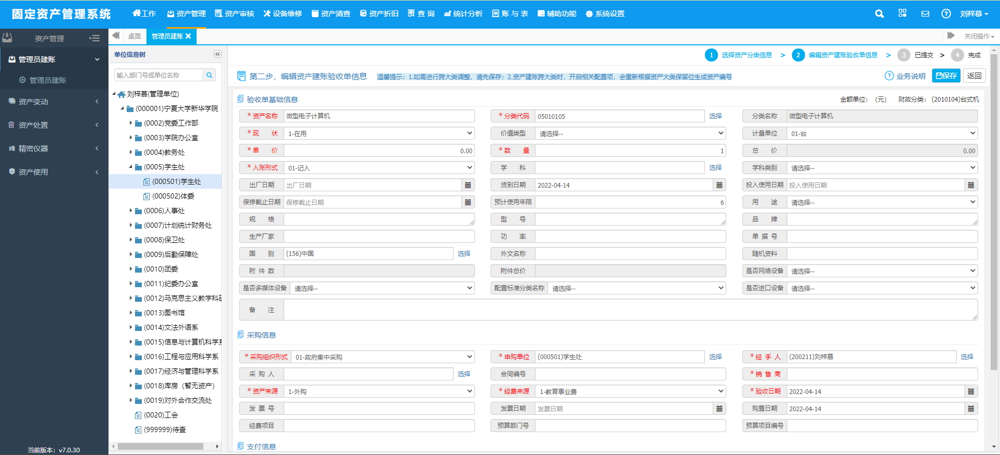 固定资产管理系统
工作 资产管理 资产审核 设备维修 资产清查 资产折旧 查 询 统计分析 账 与 表 辅助功能 系统设置 刘梓慕
资产管理
桌面 管理员建账 关闭操作
管理员建账
管理员建账
资产变动
资产处置
精密仪器
资产使用
当前版本：v7.0.30
单位信息树
输入部门号或单位名称
刘梓慕(管理单位)
(000001)宁夏大学新华学院
(0002)党委工作部
(0003)学院办公室
(0004)教务处
(0005)学生处
(000501)学生处
(000502)体委
(0006)人事处
(0007)计划统计财务处
(0008)保卫处
(0009)后勤保障处
(0010)团委
(0011)纪委办公室
(0012)马克思主义教学科研
(0013)图书馆
(0014)文法外语系
(0015)信息与计算机科学系
(0016)工程与应用科学系
(0017)经济与管理科学系
(0018)库房（暂无资产）
(0019)对外合作交流处
(0020)工会
(999999)待查
1 选择资产分类信息 > 2 编辑资产建账验收单信息 > 3 已提交 > 4 完成
第二步，编辑资产建账验收单信息 温馨提示：1.如需进行跨大类调整，请先保存；2.资产建账跨大类时，开启相关配置项，会重新根据资产大类保留位生成资产编号 业务说明 保存 返回
验收单基础信息 金额单位：（元） 财政分类：(2010104)台式机
* 资产名称 微型电子计算机 * 分类代码 05010105 选择 分类名称 微型电子计算机
* 现 状 1-在用 价值类型 请选择-- 计量单位 01-台
* 单 价 0.00 * 数 量 1 总 价 0.00
* 入账形式 01-记入 学 科 选择 学科类别 请选择--
出厂日期 出厂日期 货到日期 2022-04-14 投入使用日期 投入使用日期
保修截止日期 保修截止日期 预计使用年限 6 用 途 请选择--
规 格 型 号 品 牌
生产厂家 功 率 单 据 号
国 别 (156)中国 选择 外文名称 随机资料
附 件 数 附件总价 是否网络设备 请选择--
是否多媒体设备 请选择-- 配置标准分类名称 请选择-- 是否进口设备 请选择--
备 注
采购信息
* 采购组织形式 01-政府集中采购 * 申购单位 (000501)学生处 选择 * 经 手 人 (200211)刘梓慕 选择
采 购 人 选择 合同编号 * 销 售 商
* 资产来源 1-外购 * 经费来源 1-教育事业费 * 验收日期 2022-04-14
发 票 号 发票日期 发票日期 购置日期 2022-04-14
经费项目 预算部门号 预算项目编号
支付信息